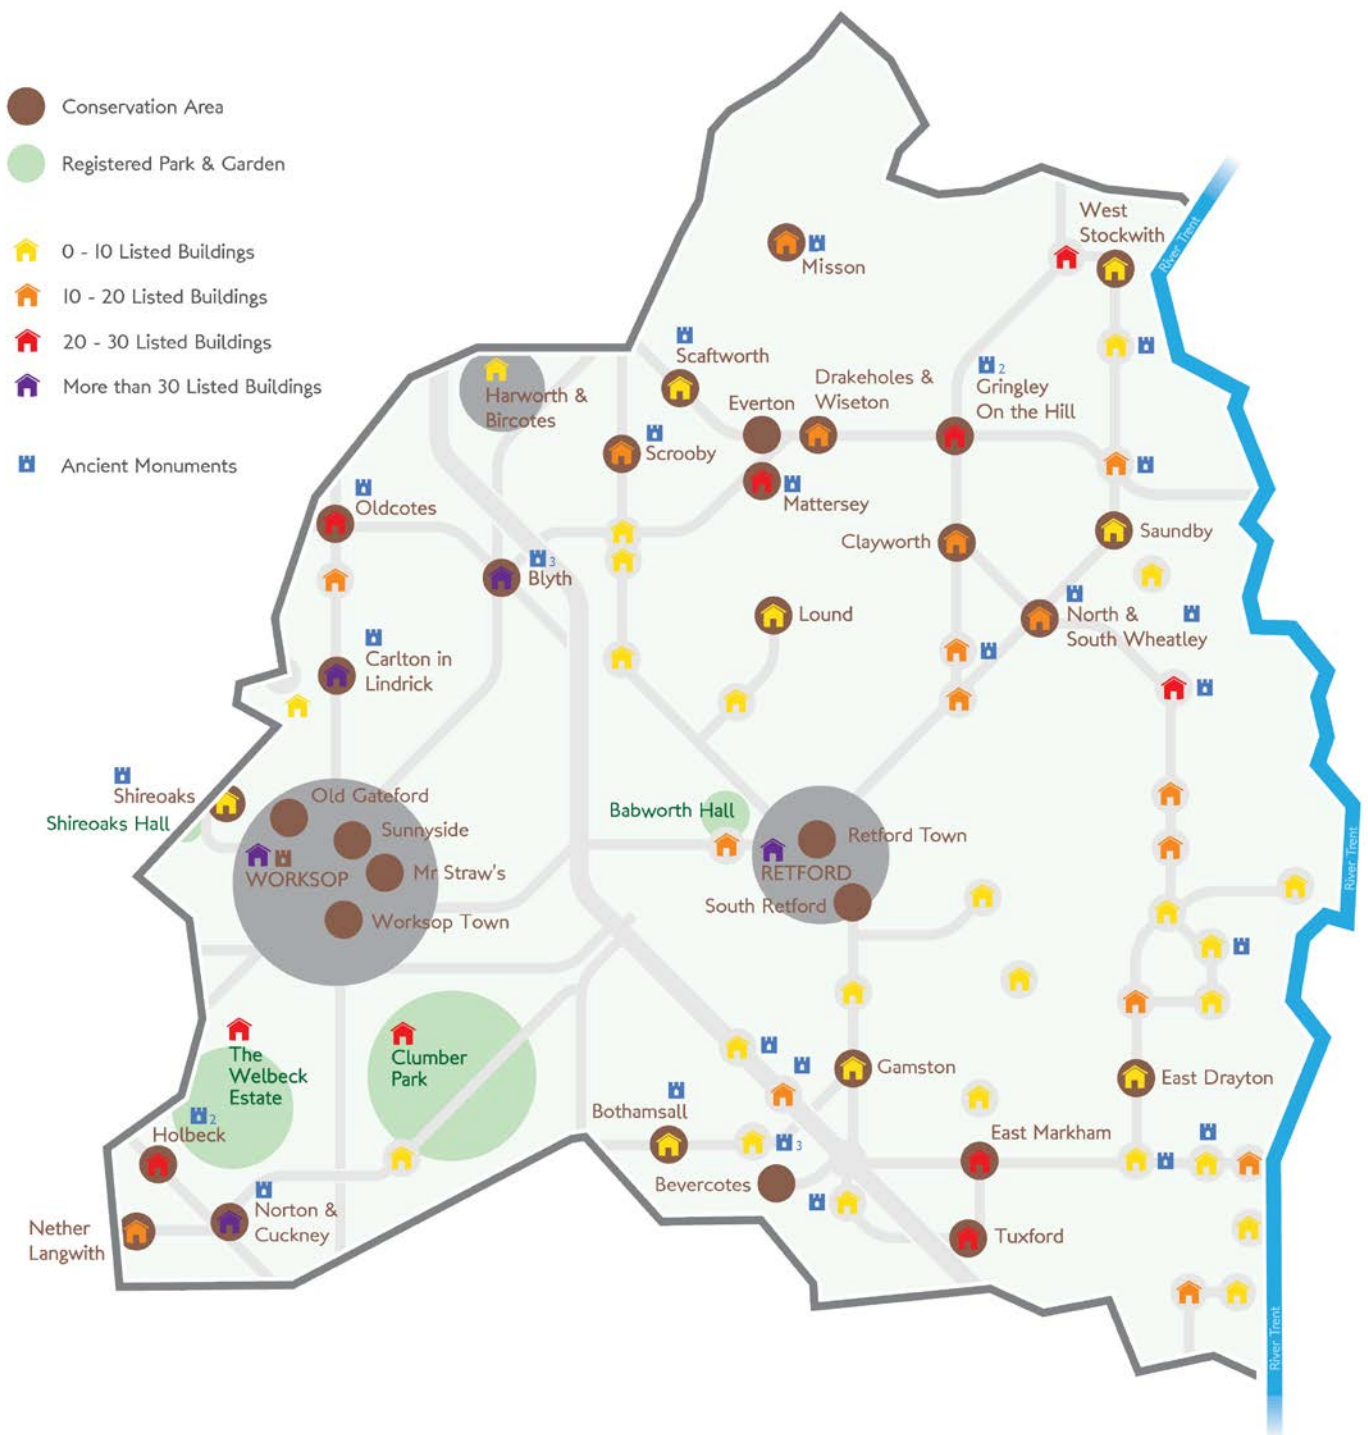 Conservation Area
Registered Park & Garden
0 - 10 Listed Buildings
10 - 20 Listed Buildings
20 - 30 Listed Buildings
More than 30 Listed Buildings
Ancient Monuments
West
Stockwith
River Trent
Misson
Scaftworth
Harworth &
Bircotes
Everton
Drakeholes &
Wiseton
2
Gringley
On the Hill
Scrooby
Mattersey
Oldcotes
Clayworth
Saundby
3
Blyth
Lound
North &
South Wheatley
Carlton in
Lindrick
Shireoaks
Shireoaks Hall
Old Gateford
Sunnyside
WORKSOP
Mr Straw's
Worksop Town
Babworth Hall
Retford Town
RETFORD
South Retford
River Trent
The
Welbeck
Estate
Clumber
Park
Gamston
East Drayton
2
Holbeck
Bothamsall
3
East Markham
Bevercotes
Norton &
Cuckney
Nether
Langwith
Tuxford
River Trent